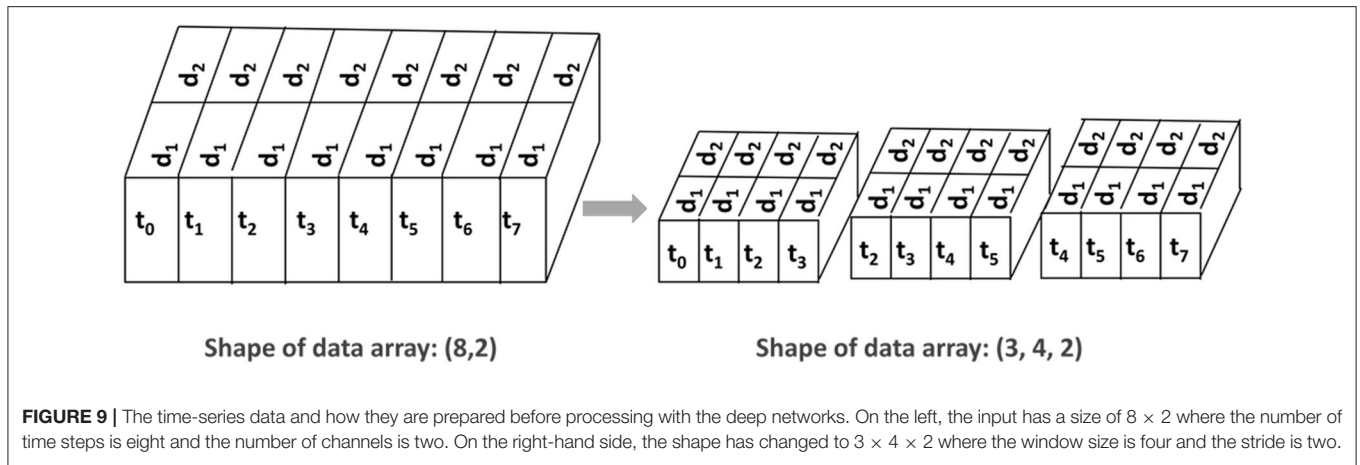 d₂ d₂ d₂ d₂ d₂ d₂ d₂ d₂
d₁ d₁ d₁ d₁ d₁ d₁ d₁ d₁
t₀ t₁ t₂ t₃ t₄ t₅ t₆ t₇
d₂ d₂ d₂ d₂
d₁ d₁ d₁ d₁
t₀ t₁ t₂ t₃
d₂ d₂ d₂ d₂
d₁ d₁ d₁ d₁
t₂ t₃ t₄ t₅
d₂ d₂ d₂ d₂
d₁ d₁ d₁ d₁
t₄ t₅ t₆ t₇
Shape of data array: (8,2)
Shape of data array: (3, 4, 2)
FIGURE 9 | The time-series data and how they are prepared before processing with the deep networks. On the left, the input has a size of 8 × 2 where the number of
time steps is eight and the number of channels is two. On the right-hand side, the shape has changed to 3 × 4 × 2 where the window size is four and the stride is two.